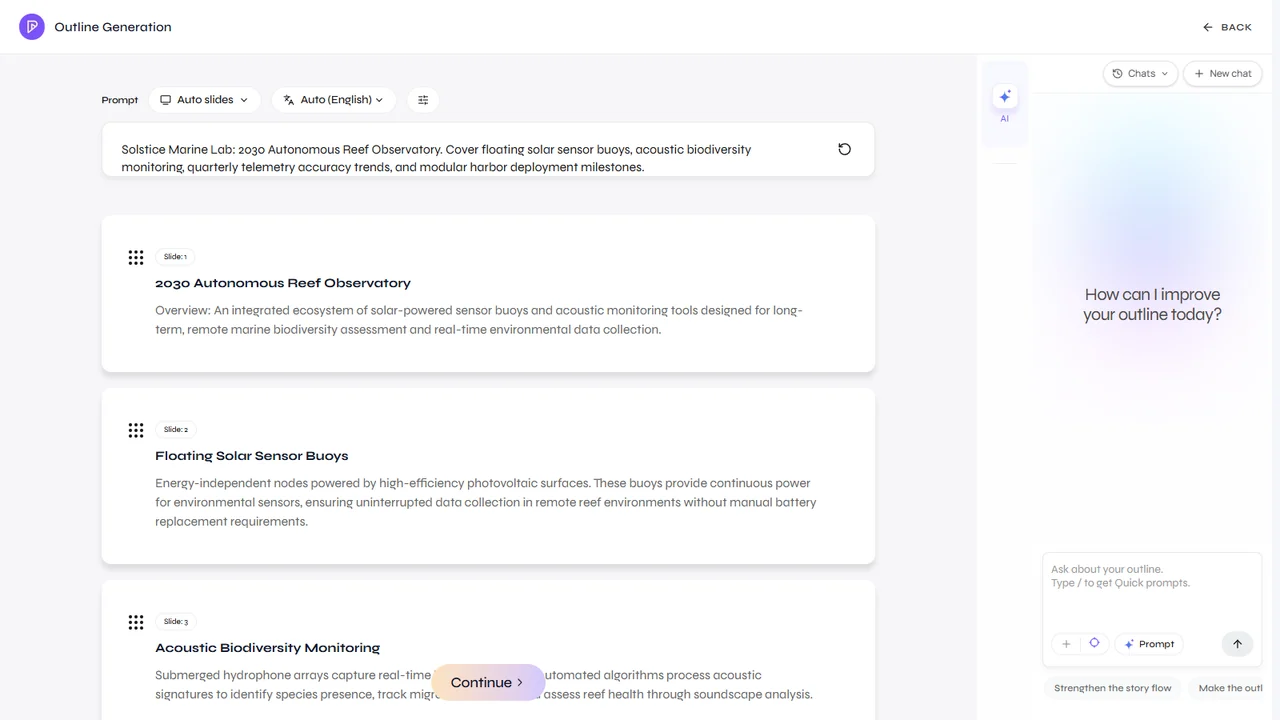 Outline Generation
BACK
Prompt
Auto slides
Auto (English)
Solstice Marine Lab: 2030 Autonomous Reef Observatory. Cover floating solar sensor buoys, acoustic biodiversity
monitoring, quarterly telemetry accuracy trends, and modular harbor deployment milestones.
Slide: 1
2030 Autonomous Reef Observatory
Overview: An integrated ecosystem of solar-powered sensor buoys and acoustic monitoring tools designed for long-
term, remote marine biodiversity assessment and real-time environmental data collection.
Slide: 2
Floating Solar Sensor Buoys
Energy-independent nodes powered by high-efficiency photovoltaic surfaces. These buoys provide continuous power
for environmental sensors, ensuring uninterrupted data collection in remote reef environments without manual battery
replacement requirements.
Slide: 3
Acoustic Biodiversity Monitoring
Submerged hydrophone arrays capture real-time utomated algorithms process acoustic
signatures to identify species presence, track migr assess reef health through soundscape analysis.
Continue
AI
Chats
New chat
How can I improve
your outline today?
Ask about your outline.
Type / to get Quick prompts.
Prompt
Strengthen the story flow
Make the outl